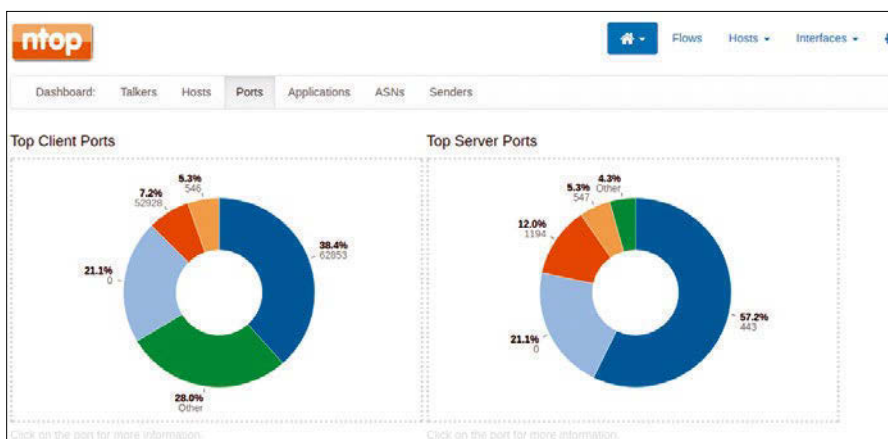 ntop
Flows Hosts Interfaces
Dashboard: Talkers Hosts Ports Applications ASNs Senders
Top Client Ports
5.3%
546
7.2%
52928
38.4%
62853
21.1%
0
28.0%
Other
Click on the port for more information.
Top Server Ports
4.3%
Other
5.3%
547
12.0%
1194
57.2%
443
21.1%
0
Click on the port for more information.